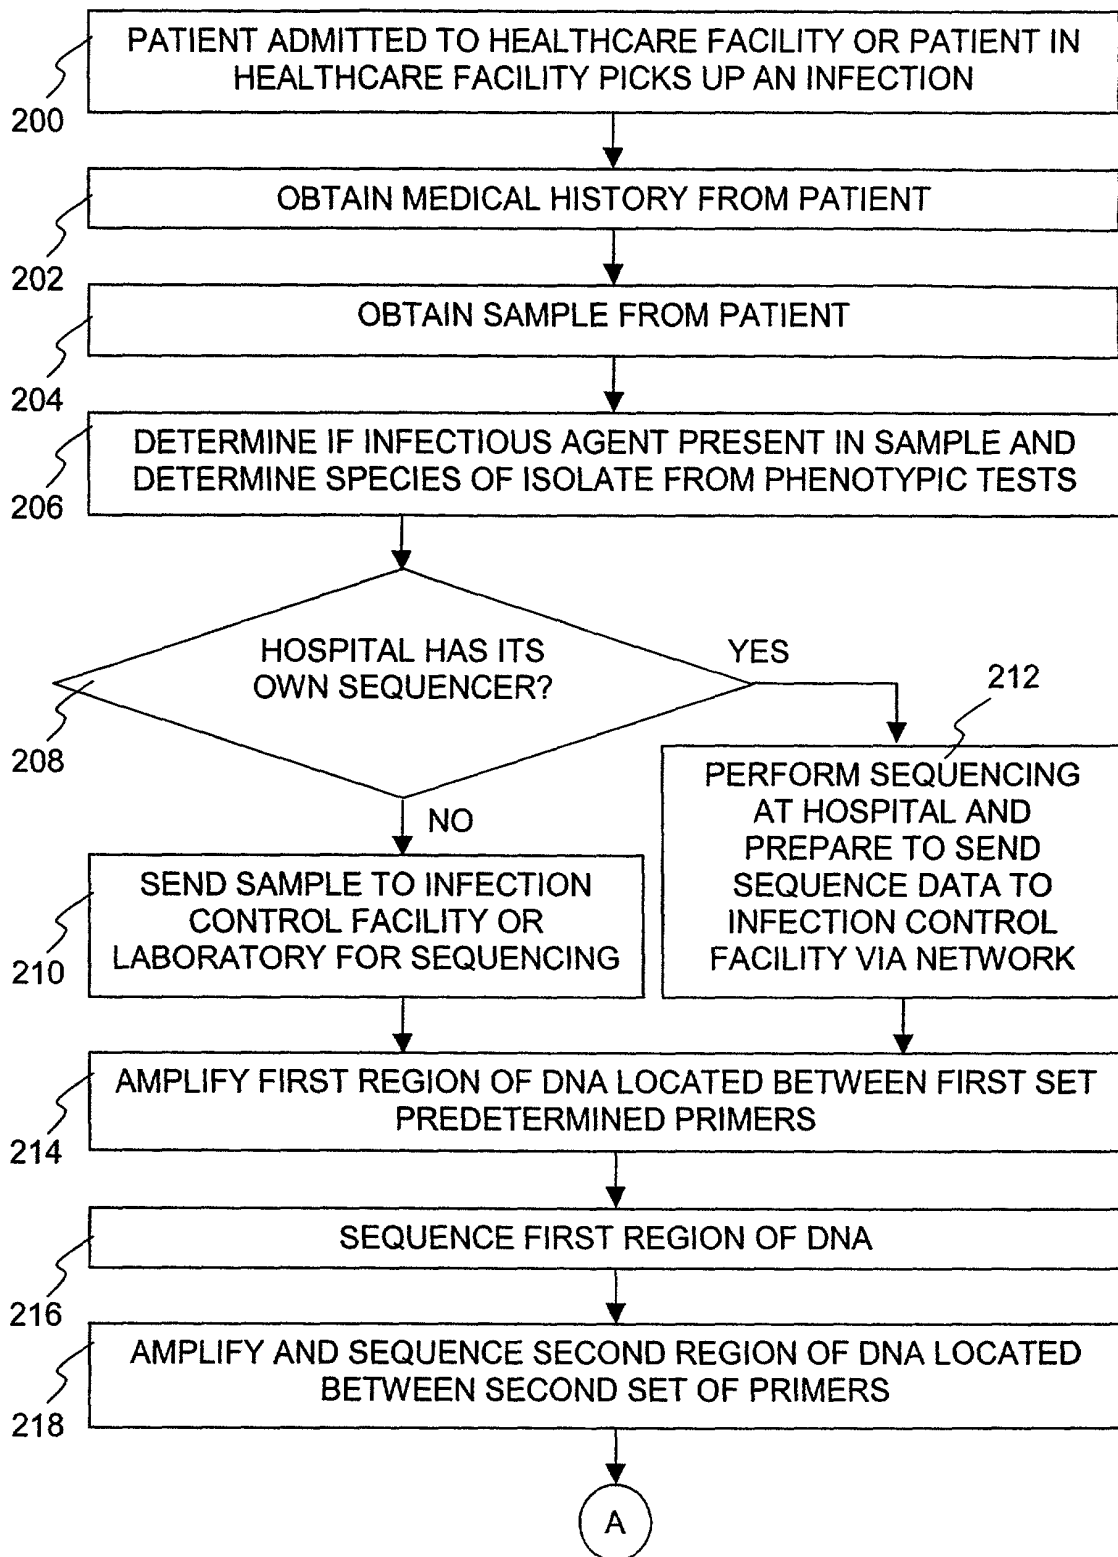 PATIENT ADMITTED TO HEALTHCARE FACILITY OR PATIENT IN
HEALTHCARE FACILITY PICKS UP AN INFECTION
200
OBTAIN MEDICAL HISTORY FROM PATIENT
202
OBTAIN SAMPLE FROM PATIENT
204
DETERMINE IF INFECTIOUS AGENT PRESENT IN SAMPLE AND
DETERMINE SPECIES OF ISOLATE FROM PHENOTYPIC TESTS
206
HOSPITAL HAS ITS
OWN SEQUENCER?
208
YES
212
PERFORM SEQUENCING
AT HOSPITAL AND
PREPARE TO SEND
SEQUENCE DATA TO
INFECTION CONTROL
FACILITY VIA NETWORK
NO
SEND SAMPLE TO INFECTION
CONTROL FACILITY OR
LABORATORY FOR SEQUENCING
210
AMPLIFY FIRST REGION OF DNA LOCATED BETWEEN FIRST SET
PREDETERMINED PRIMERS
214
SEQUENCE FIRST REGION OF DNA
216
AMPLIFY AND SEQUENCE SECOND REGION OF DNA LOCATED
BETWEEN SECOND SET OF PRIMERS
218
A